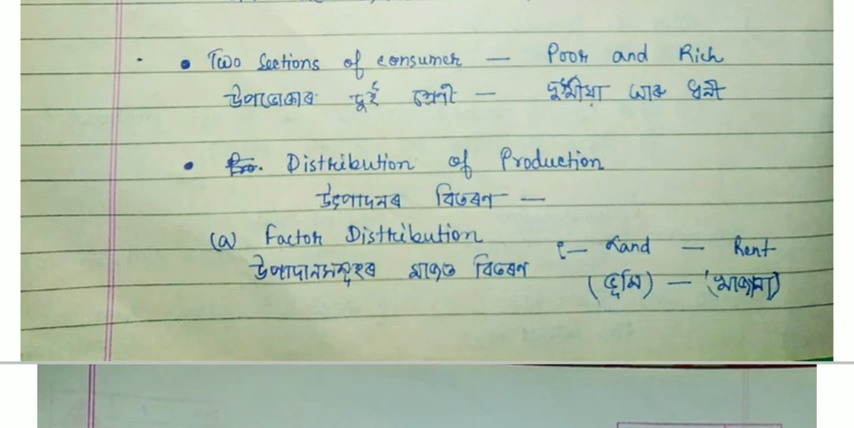 • Two Sections of consumer — Poor and Rich
উপভোক্তাৰ দুই শ্ৰেণী — দুখীয়া আৰু ধনী
• Distribution of Production
উৎপাদনৰ বিতৰণ —
(a) Factor Distribution
উপাদানসমূহৰ মাজত বিতৰণ
Land — Rent
(ভূমি) — (খাজনা)